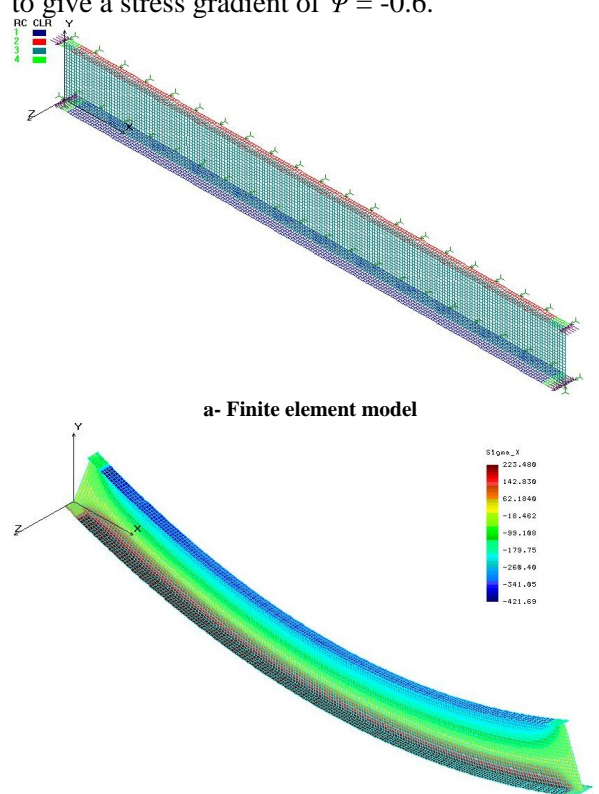 to give a stress gradient of Ψ = -0.6.
RC CLR
1
2
3
4
Y
Z
X
a- Finite element model
Y
Z
X
Sigma_X
223.480
142.830
62.1840
-18.462
-99.108
-179.75
-260.40
-341.05
-421.69